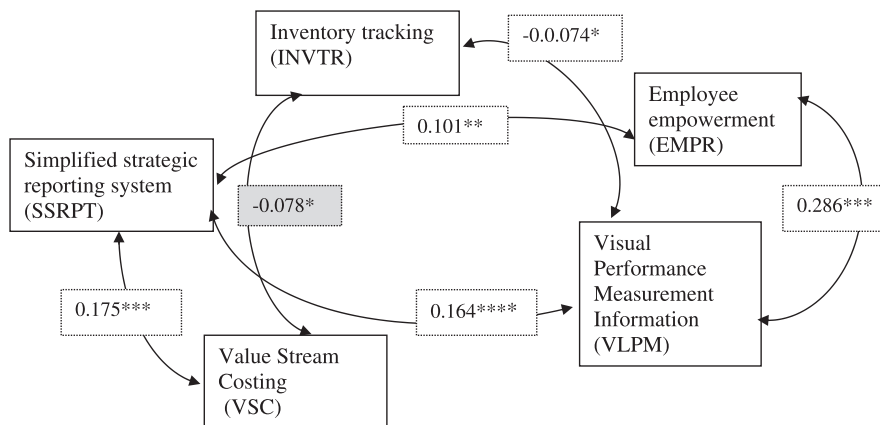 Inventory tracking
(INVTR)
-0.0.074*
Employee
empowerment
(EMPR)
0.101**
Simplified strategic
reporting system
(SSRPT)
-0.078*
0.286***
Visual
Performance
Measurement
Information
(VLPM)
0.175***
0.164****
Value Stream
Costing
(VSC)